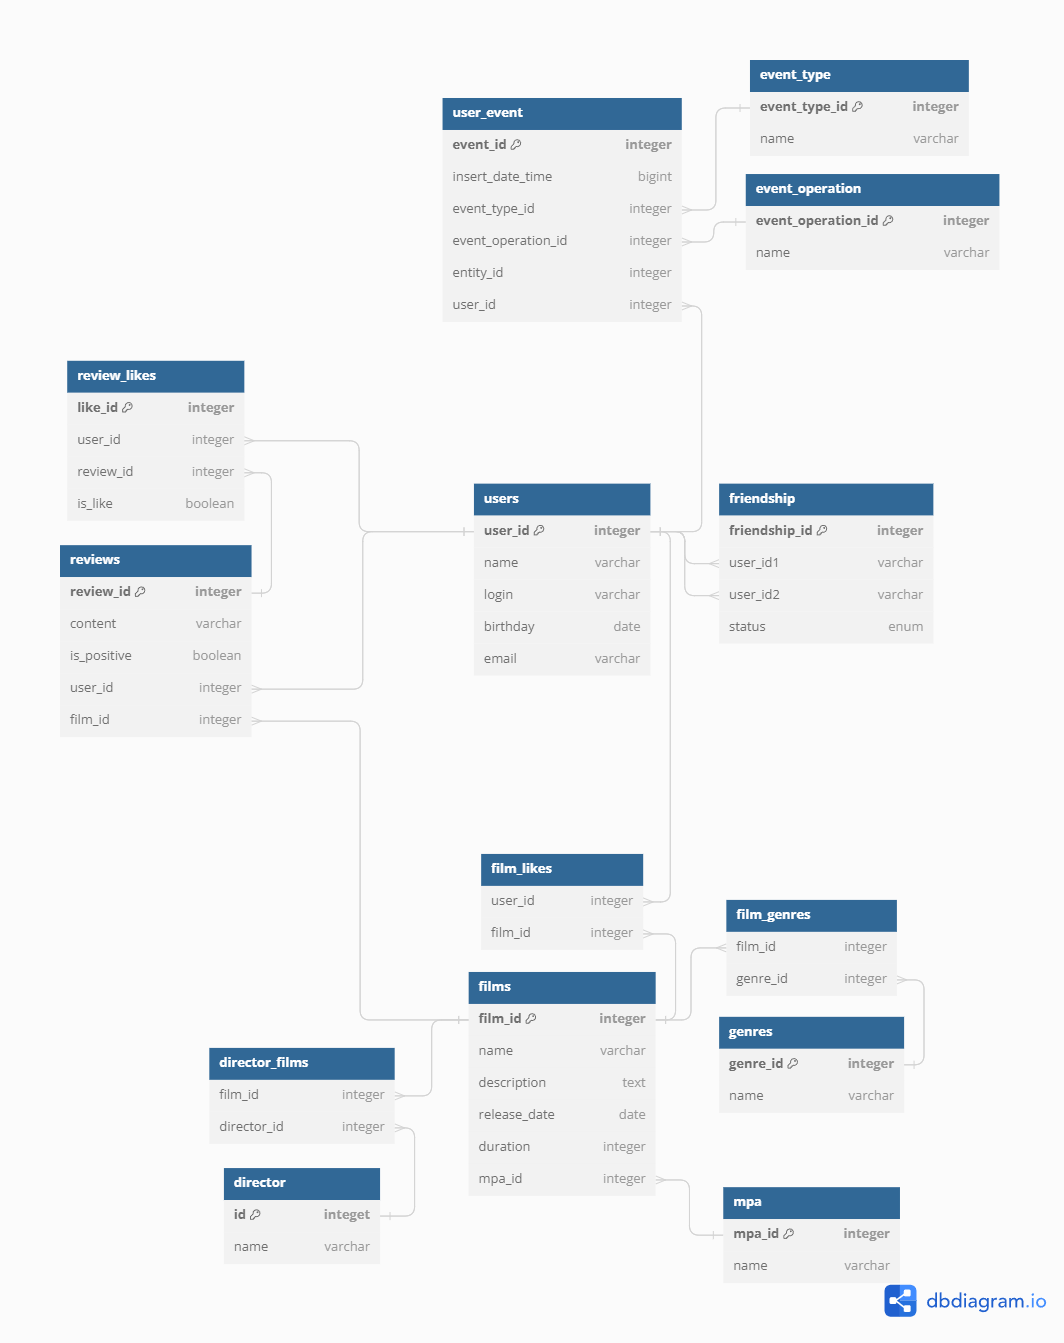 event_type
event_type_id integer
name varchar
user_event
event_id integer
insert_date_time bigint
event_type_id integer
event_operation_id integer
entity_id integer
user_id integer
event_operation
event_operation_id integer
name varchar
review_likes
like_id integer
user_id integer
review_id integer
is_like boolean
users
user_id integer
name varchar
login varchar
birthday date
email varchar
friendship
friendship_id integer
user_id1 varchar
user_id2 varchar
status enum
reviews
review_id integer
content varchar
is_positive boolean
user_id integer
film_id integer
film_likes
user_id integer
film_id integer
film_genres
film_id integer
genre_id integer
films
film_id integer
name varchar
description text
release_date date
duration integer
mpa_id integer
genres
genre_id integer
name varchar
director_films
film_id integer
director_id integer
director
id integet
name varchar
mpa
mpa_id integer
name varchar
dbdiagram.io